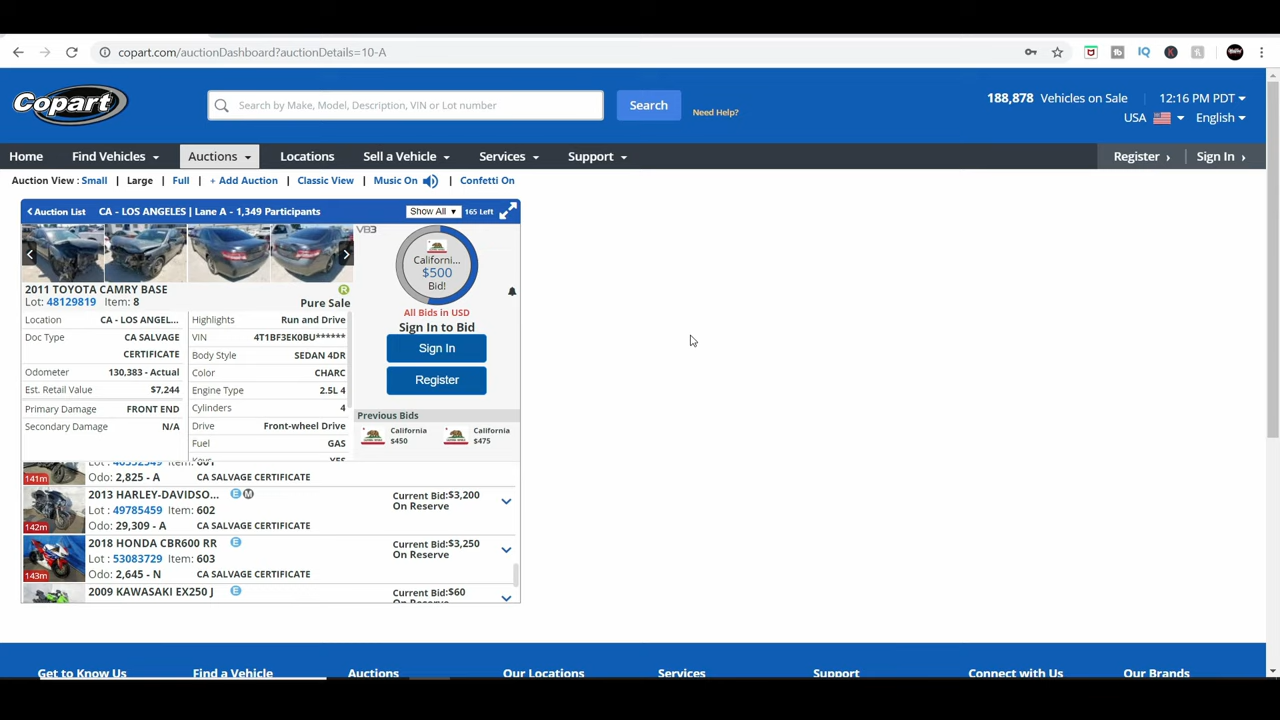 copart.com/auctionDashboard?auctionDetails=10-A
Copart
Search by Make, Model, Description, VIN or Lot number
Search
Need Help?
188,878 Vehicles on Sale
12:16 PM PDT
USA
English
Home
Find Vehicles
Auctions
Locations
Sell a Vehicle
Services
Support
Register
Sign In
Auction View : Small
Large
Full
+ Add Auction
Classic View
Music On
Confetti On
Auction List
CA - LOS ANGELES | Lane A - 1,349 Participants
Show All
165 Left
VB3
2011 TOYOTA CAMRY BASE
R
Lot: 48129819 Item: 8
Pure Sale
Location CA - LOS ANGEL...
Doc Type CA SALVAGE
CERTIFICATE
Odometer 130,383 - Actual
Est. Retail Value $7,244
Primary Damage FRONT END
Secondary Damage N/A
Highlights Run and Drive
VIN 4T1BF3EK0BU******
Body Style SEDAN 4DR
Color CHARC
Engine Type 2.5L 4
Cylinders 4
Drive Front-wheel Drive
Fuel GAS
Keys YES
Californi...
$500
Bid!
All Bids in USD
Sign In to Bid
Sign In
Register
Previous Bids
California
$450
California
$475
141m
Odo: 2,825 - A CA SALVAGE CERTIFICATE
2013 HARLEY-DAVIDSO... E M
Lot : 49785459 Item: 602
Odo: 29,309 - A CA SALVAGE CERTIFICATE
142m
Current Bid:$3,200
On Reserve
2018 HONDA CBR600 RR E
Lot : 53083729 Item: 603
Odo: 2,645 - N CA SALVAGE CERTIFICATE
143m
Current Bid:$3,250
On Reserve
2009 KAWASAKI EX250 J E
Current Bid:$60
On Reserve
Get to Know Us
Find a Vehicle
Auctions
Our Locations
Services
Support
Connect with Us
Our Brands